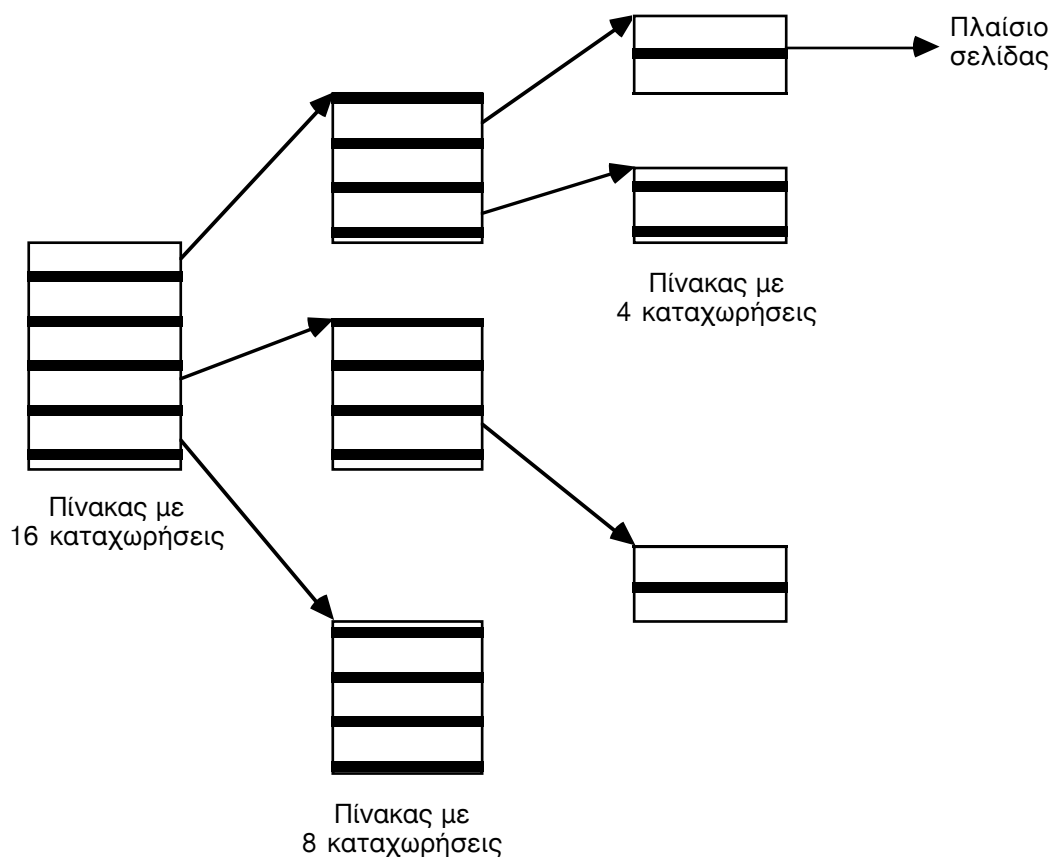 Πλαίσιο
σελίδας
Πίνακας με
4 καταχωρήσεις
Πίνακας με
16 καταχωρήσεις
Πίνακας με
8 καταχωρήσεις